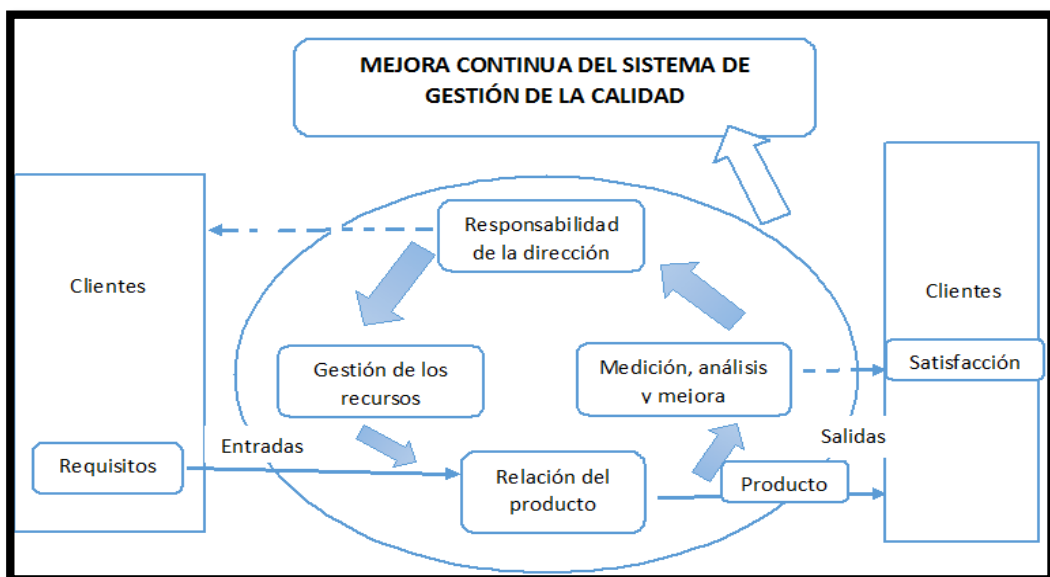 MEJORA CONTINUA DEL SISTEMA DE
GESTIÓN DE LA CALIDAD
Responsabilidad
de la dirección
Clientes
Clientes
Gestión de los
recursos
Medición, análisis
y mejora
Satisfacción
Entradas
Salidas
Requisitos
Relación del
producto
Producto